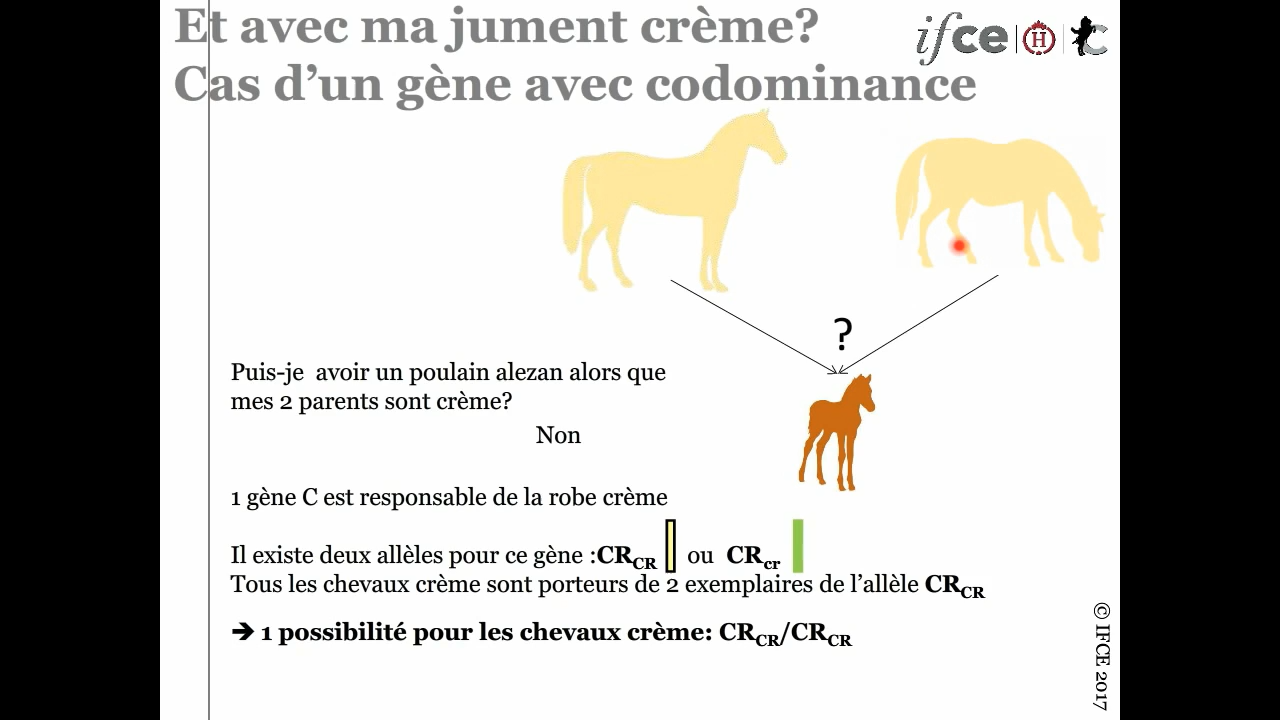 Et avec ma jument crème?
Cas d’un gène avec codominance
ifce | H | C
?
Puis-je avoir un poulain alezan alors que
mes 2 parents sont crème?
Non
1 gène C est responsable de la robe crème
Il existe deux allèles pour ce gène :CRCR ou CRcr
Tous les chevaux crème sont porteurs de 2 exemplaires de l’allèle CRCR
➔ 1 possibilité pour les chevaux crème: CRCR/CRCR
© IFCE 2017